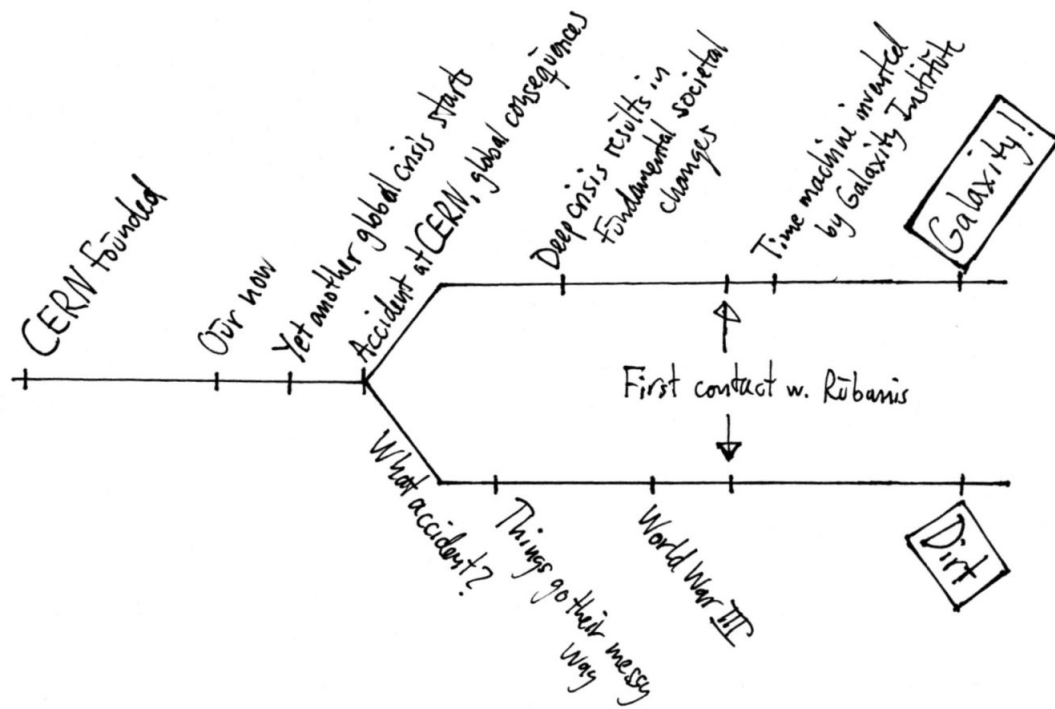 CERN founded
Our now
Yet another global crisis starts
Accident at CERN, global consequences
Deep crisis results in
fundamental societal
changes
Time machine invented
by Galaxity Institute
Galaxity!
First contact w. Rubanis
What accident?
Things go their messy
way
World War III
Dirt